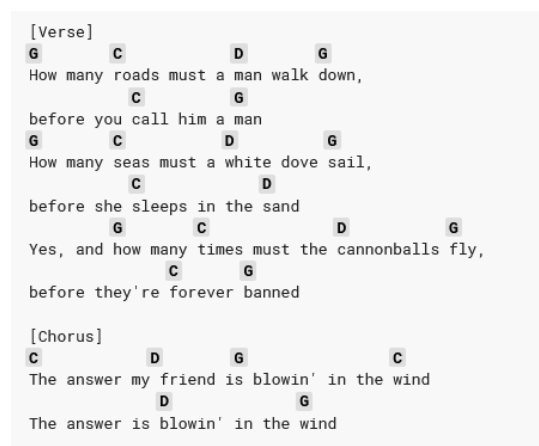 [Verse]
G C D G
How many roads must a man walk down,
C G
before you call him a man
G C D G
How many seas must a white dove sail,
C D
before she sleeps in the sand
G C D G
Yes, and how many times must the cannonballs fly,
C G
before they're forever banned
[Chorus]
C D G C
The answer my friend is blowin' in the wind
D G
The answer is blowin' in the wind